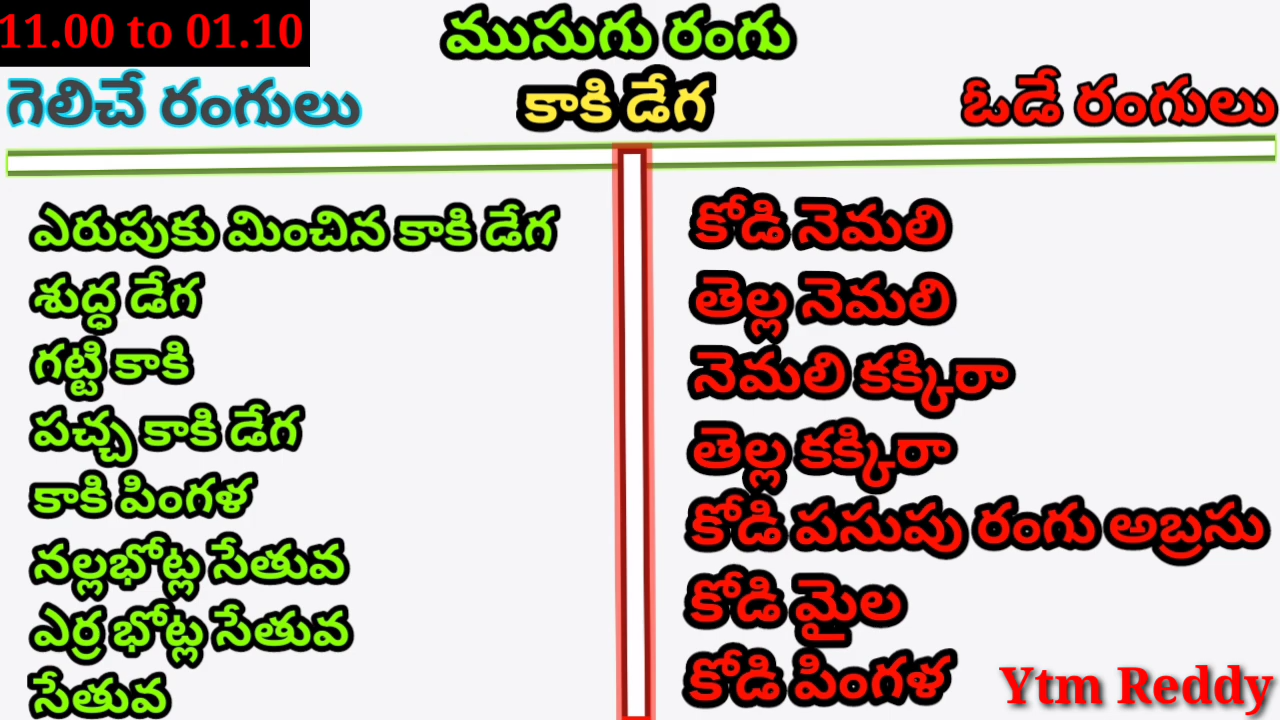 11.00 to 01.10
ముసుగు రంగు
గెలిచే రంగులు
కాకి డేగ
ఓడే రంగులు
ఎరుపుకు మించిన కాకి డేగ
శుద్ధ డేగ
గట్టి కాకి
పచ్చ కాకి డేగ
కాకి పింగళ
నల్లభోట్ల సేతువ
ఎర్ర భోట్ల సేతువ
సేతువ
కోడి నెమలి
తెల్ల నెమలి
నెమలి కక్కిరా
తెల్ల కక్కిరా
కోడి పసుపు రంగు అబ్రసు
కోడి మైల
కోడి పింగళ
Ytm Reddy